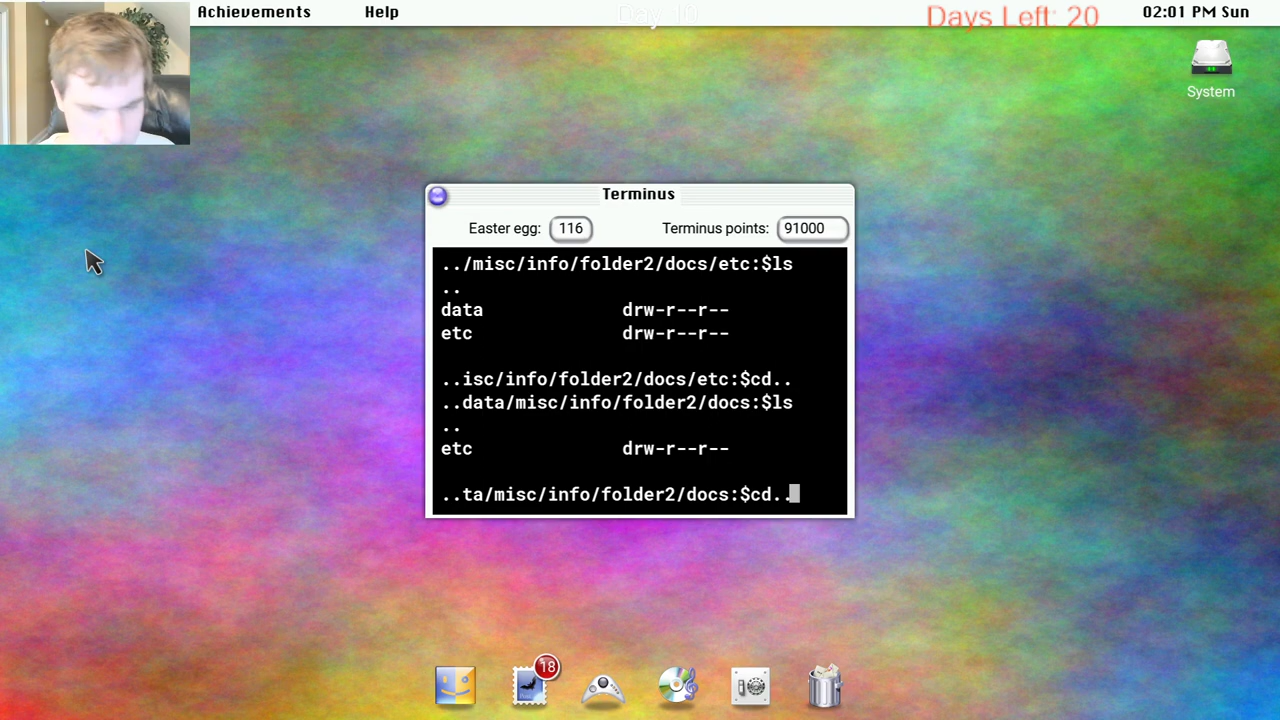 Achievements Help Day 10 Days Left: 20 02:01 PM Sun
System
Terminus
Easter egg: 116 Terminus points: 91000
../misc/info/folder2/docs/etc:$ls
..
data drw-r--r--
etc drw-r--r--
..isc/info/folder2/docs/etc:$cd..
..data/misc/info/folder2/docs:$ls
..
etc drw-r--r--
..ta/misc/info/folder2/docs:$cd..
18